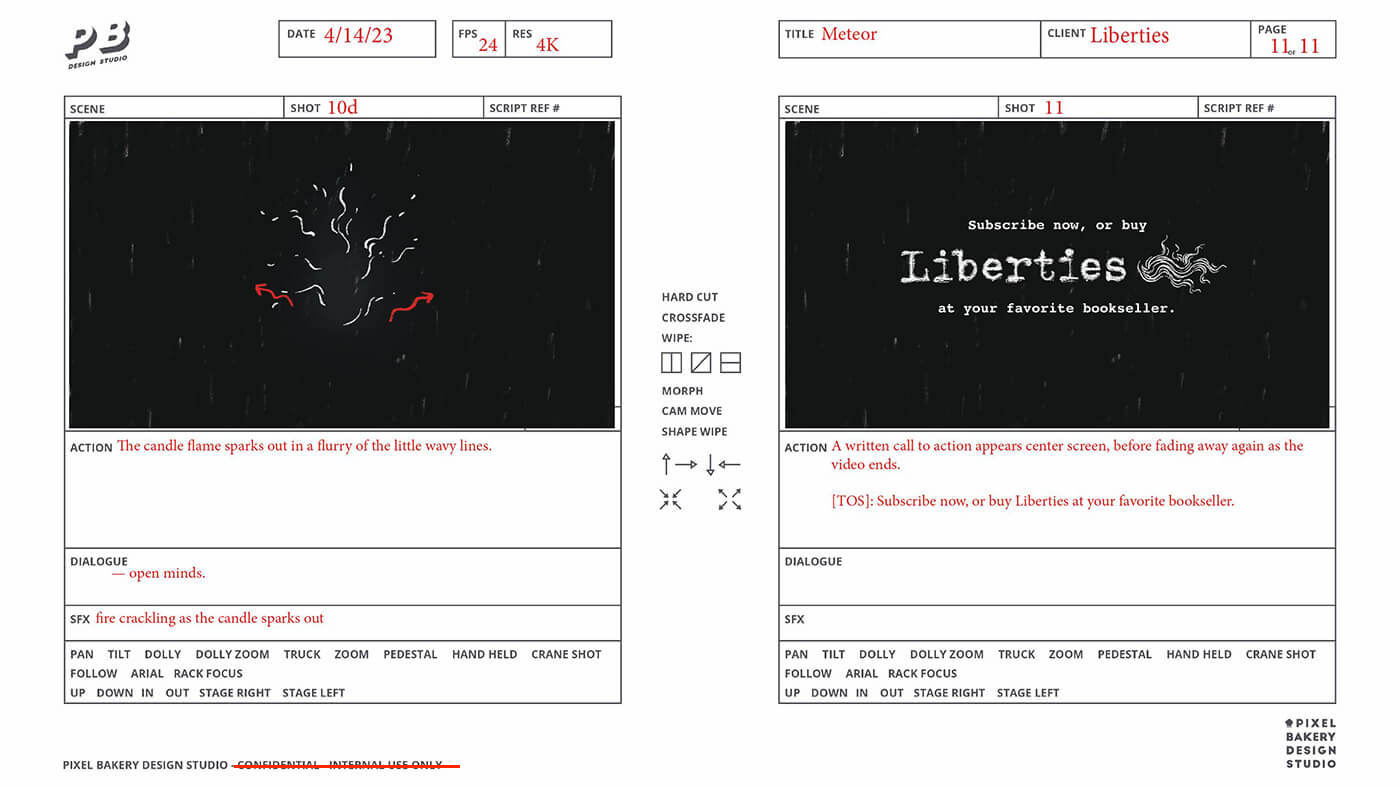 PB
DESIGN STUDIO
DATE 4/14/23
FPS 24
RES 4K
TITLE Meteor
CLIENT Liberties
PAGE
11 OF 11
SCENE
SHOT 10d
SCRIPT REF #
ACTION The candle flame sparks out in a flurry of the little wavy lines.
DIALOGUE
— open minds.
SFX fire crackling as the candle sparks out
PAN TILT DOLLY DOLLY ZOOM TRUCK ZOOM PEDESTAL HAND HELD CRANE SHOT
FOLLOW ARIAL RACK FOCUS
UP DOWN IN OUT STAGE RIGHT STAGE LEFT
HARD CUT
CROSSFADE
WIPE:
MORPH
CAM MOVE
SHAPE WIPE
SCENE
SHOT 11
SCRIPT REF #
Subscribe now, or buy
Liberties
at your favorite bookseller.
ACTION A written call to action appears center screen, before fading away again as the
video ends.
[TOS]: Subscribe now, or buy Liberties at your favorite bookseller.
DIALOGUE
SFX
PAN TILT DOLLY DOLLY ZOOM TRUCK ZOOM PEDESTAL HAND HELD CRANE SHOT
FOLLOW ARIAL RACK FOCUS
UP DOWN IN OUT STAGE RIGHT STAGE LEFT
PIXEL BAKERY DESIGN STUDIO - CONFIDENTIAL - INTERNAL USE ONLY
PIXEL
BAKERY
DESIGN
STUDIO